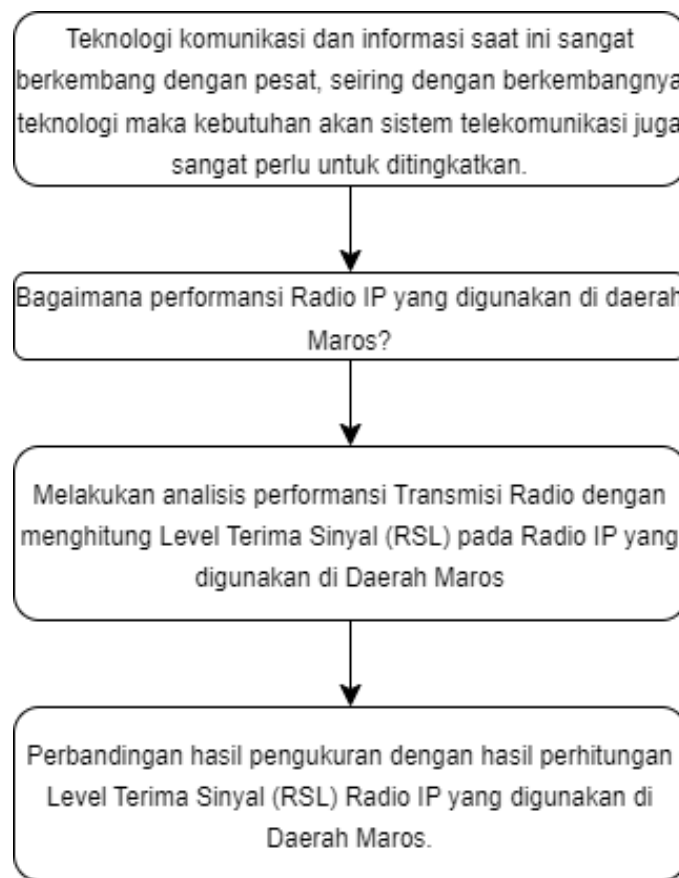 Teknologi komunikasi dan informasi saat ini sangat
berkembang dengan pesat, seiring dengan berkembangnya
teknologi maka kebutuhan akan sistem telekomunikasi juga
sangat perlu untuk ditingkatkan.
Bagaimana performansi Radio IP yang digunakan di daerah
Maros?
Melakukan analisis performansi Transmisi Radio dengan
menghitung Level Terima Sinyal (RSL) pada Radio IP yang
digunakan di Daerah Maros
Perbandingan hasil pengukuran dengan hasil perhitungan
Level Terima Sinyal (RSL) Radio IP yang digunakan di
Daerah Maros.